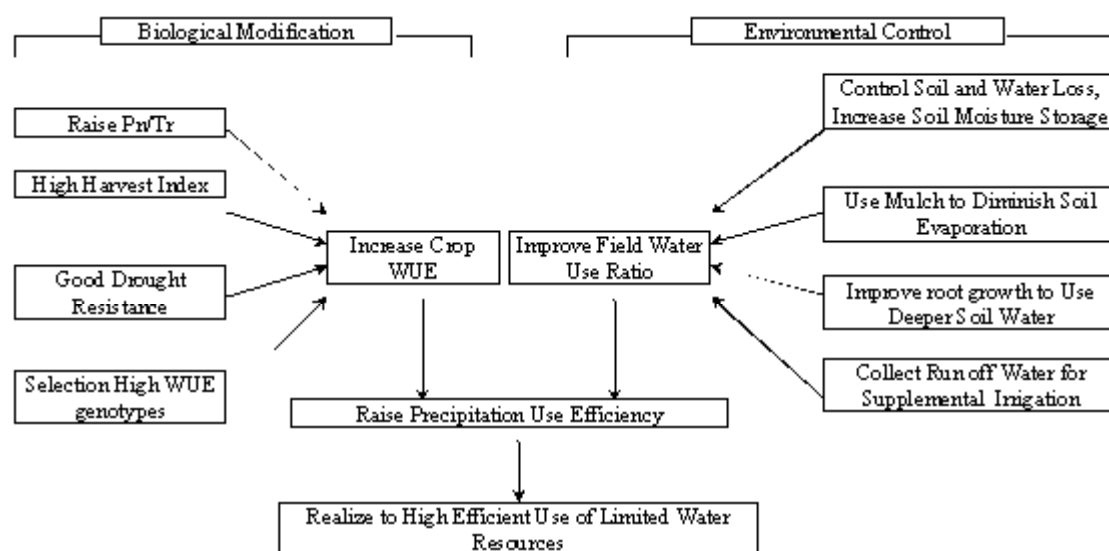 Biological Modification
Environmental Control
Raise Pn/Tr
High Harvest Index
Good Drought
Resistance
Selection High WUE
genotypes
Increase Crop
WUE
Improve Field Water
Use Ratio
Control Soil and Water Loss,
Increase Soil Moisture Storage
Use Mulch to Diminish Soil
Evaporation
Improve root growth to Use
Deeper Soil Water
Collect Run off Water for
Supplemental Irrigation
Raise Precipitation Use Efficiency
Realize to High Efficient Use of Limited Water
Resources